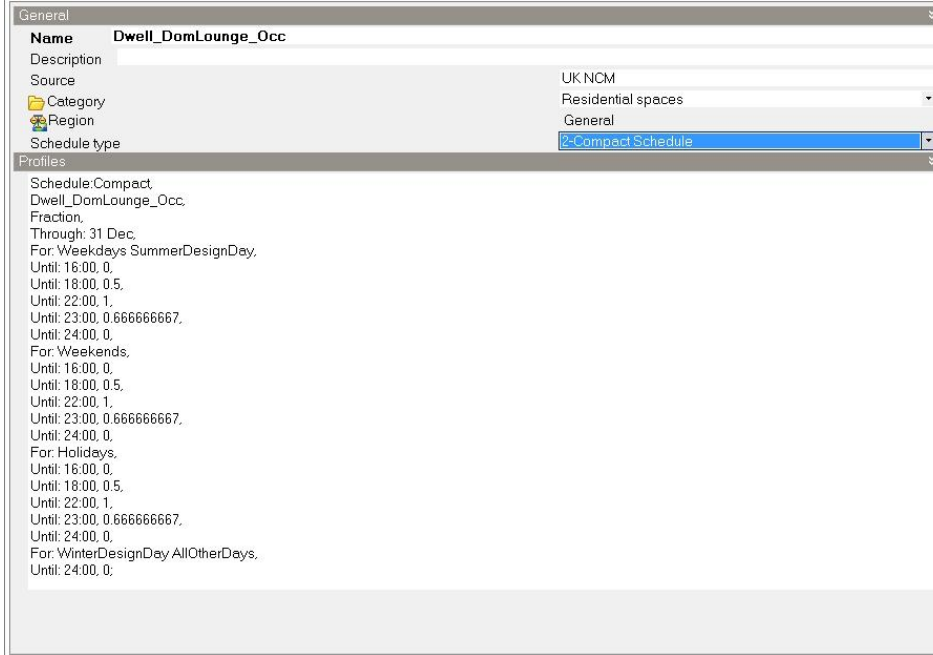 General
Name Dwell_DomLounge_Occ
Description
Source UK NCM
Category Residential spaces
Region General
Schedule type 2-Compact Schedule
Profiles
Schedule:Compact,
Dwell_DomLounge_Occ,
Fraction,
Through: 31 Dec,
For: Weekdays SummerDesignDay,
Until: 16:00, 0,
Until: 18:00, 0.5,
Until: 22:00, 1,
Until: 23:00, 0.666666667,
Until: 24:00, 0,
For: Weekends,
Until: 16:00, 0,
Until: 18:00, 0.5,
Until: 22:00, 1,
Until: 23:00, 0.666666667,
Until: 24:00, 0,
For: Holidays,
Until: 16:00, 0,
Until: 18:00, 0.5,
Until: 22:00, 1,
Until: 23:00, 0.666666667,
Until: 24:00, 0,
For: WinterDesignDay AllOtherDays,
Until: 24:00, 0;